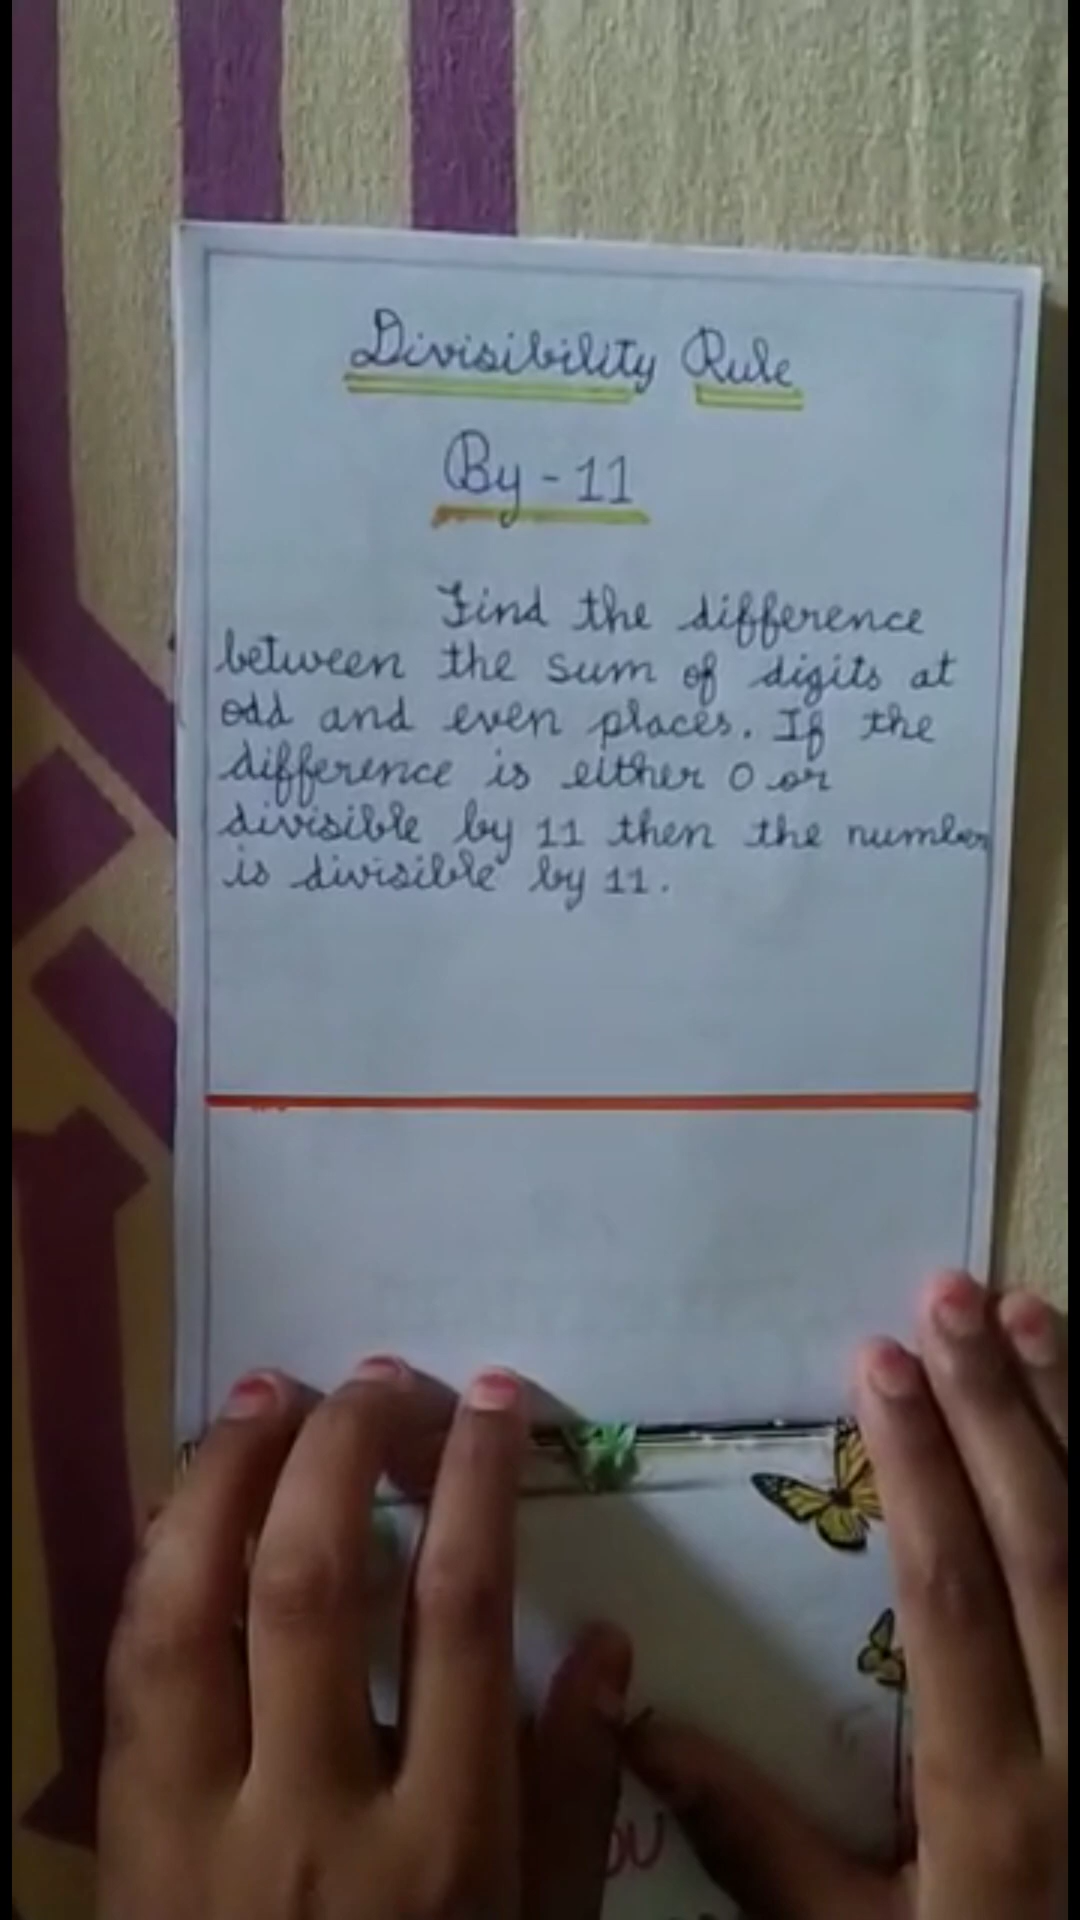 Divisibility Rule
By - 11
Find the difference
between the sum of digits at
odd and even places. If the
difference is either 0 or
divisible by 11 then the number
is divisible by 11.